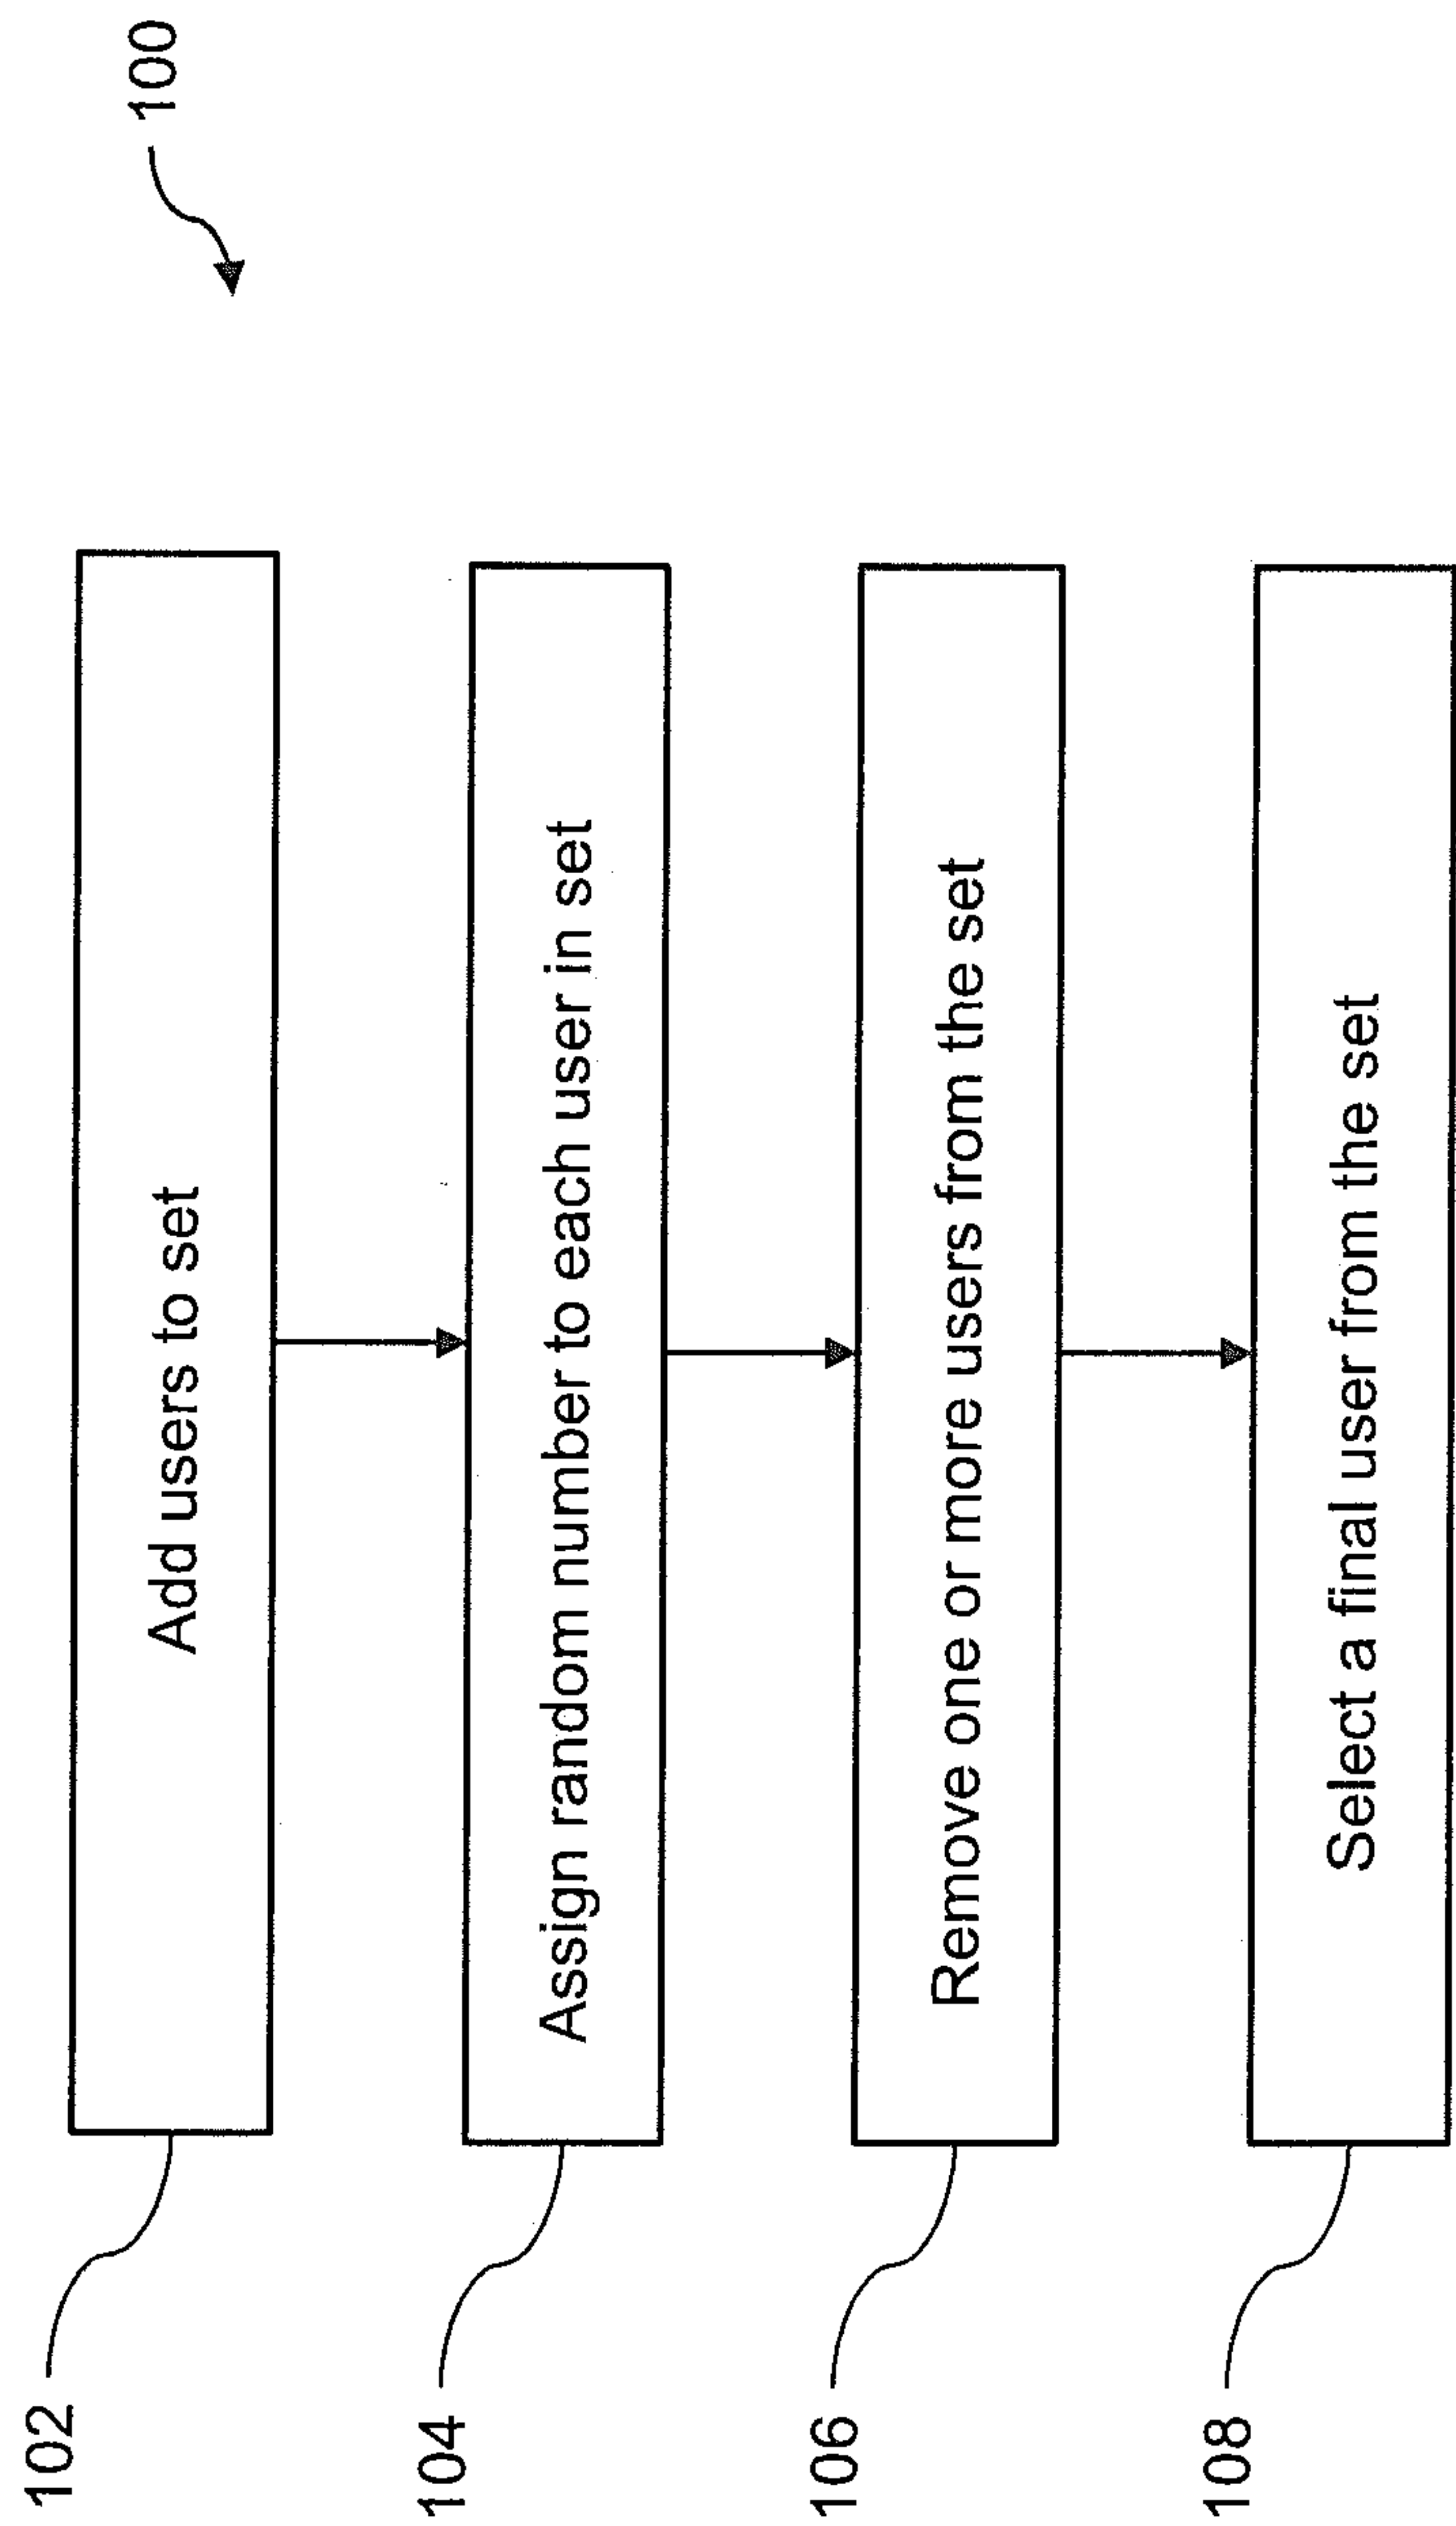 100
102
Add users to set
104
Assign random number to each user in set
106
Remove one or more users from the set
108
Select a final user from the set